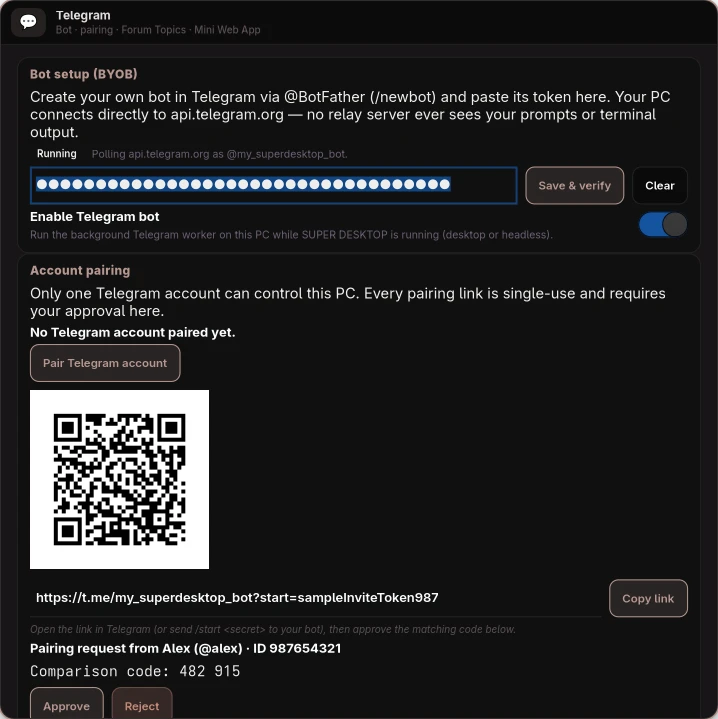 Telegram
Bot · pairing · Forum Topics · Mini Web App
Bot setup (BYOB)
Create your own bot in Telegram via @BotFather (/newbot) and paste its token here. Your PC
connects directly to api.telegram.org — no relay server ever sees your prompts or terminal
output.
Running Polling api.telegram.org as @my_superdesktop_bot.
Save & verify Clear
Enable Telegram bot
Run the background Telegram worker on this PC while SUPER DESKTOP is running (desktop or headless).
Account pairing
Only one Telegram account can control this PC. Every pairing link is single-use and requires
your approval here.
No Telegram account paired yet.
Pair Telegram account
https://t.me/my_superdesktop_bot?start=sampleInviteToken987
Copy link
Open the link in Telegram (or send /start <secret> to your bot), then approve the matching code below.
Pairing request from Alex (@alex) · ID 987654321
Comparison code: 482 915
Approve Reject